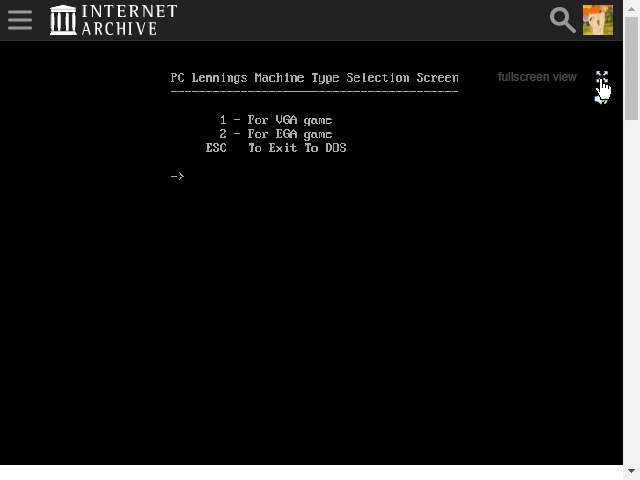 INTERNET
ARCHIVE
PC Lemmings Machine Type Selection Screen
-----------------------------------------
fullscreen view
1 - For VGA game
2 - For EGA game
ESC   To Exit To DOS
->